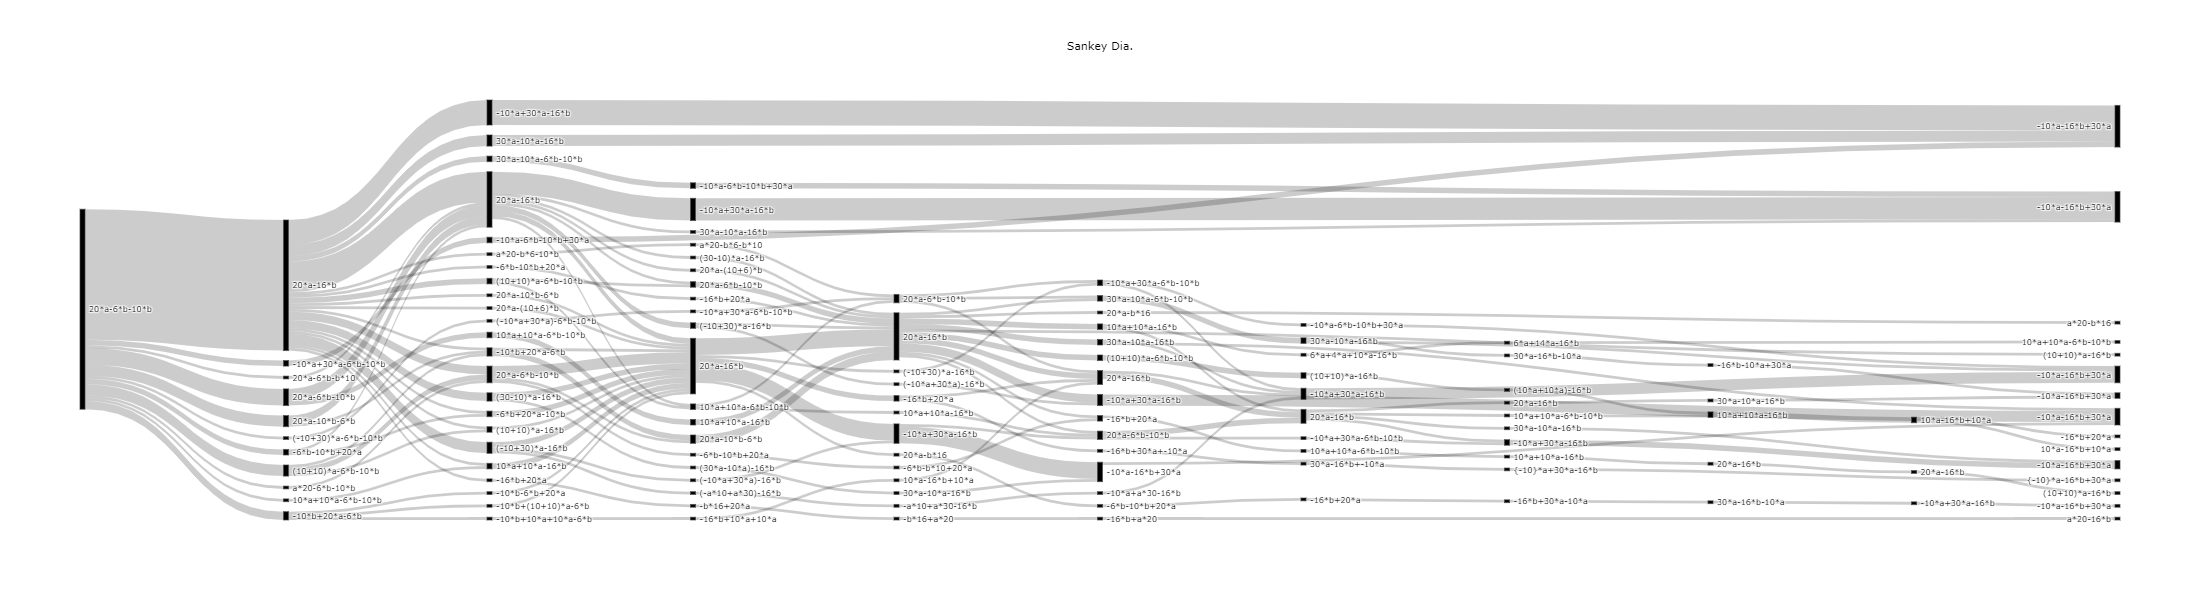 Sankey Dia.
20*a-6*b-10*b
20*a-16*b
-10*a+30*a-6*b-10*b
20*a-6*b-b*10
20*a-6*b-10*b
20*a-10*b-6*b
(-10+30)*a-6*b-10*b
-6*b-10*b+20*a
(10+10)*a-6*b-10*b
a*20-6*b-10*b
10*a+10*a-6*b-10*b
-10*b+20*a-6*b
-10*a+30*a-16*b
30*a-10*a-16*b
30*a-10*a-6*b-10*b
20*a-16*b
-10*a-6*b-10*b+30*a
a*20-b*6-10*b
-6*b-10*b+20*a
(10+10)*a-6*b-10*b
20*a-10*b-6*b
20*a-(10+6)*b
(-10*a+30*a)-6*b-10*b
10*a+10*a-6*b-10*b
-10*b+20*a-6*b
20*a-6*b-10*b
(30-10)*a-16*b
-6*b+20*a-10*b
(10+10)*a-16*b
(-10+30)*a-16*b
10*a+10*a-16*b
-16*b+20*a
-10*b-6*b+20*a
-10*b+(10+10)*a-6*b
-10*b+10*a+10*a-6*b
-10*a-6*b-10*b+30*a
-10*a+30*a-16*b
30*a-10*a-16*b
a*20-b*6-b*10
(30-10)*a-16*b
20*a-(10+6)*b
20*a-6*b-10*b
-16*b+20*a
-10*a+30*a-6*b-10*b
(-10+30)*a-16*b
20*a-16*b
10*a+10*a-6*b-10*b
10*a+10*a-16*b
20*a-10*b-6*b
-6*b-10*b+20*a
(30*a-10*a)-16*b
(-10*a+30*a)-16*b
(-a*10+a*30)-16*b
-b*16+20*a
-16*b+10*a+10*a
20*a-6*b-10*b
20*a-16*b
(-10+30)*a-16*b
(-10*a+30*a)-16*b
-16*b+20*a
10*a+10*a-16*b
-10*a+30*a-16*b
20*a-b*16
-6*b-b*10+20*a
10*a-16*b+10*a
30*a-10*a-16*b
-a*10+a*30-16*b
-b*16+a*20
-10*a+30*a-6*b-10*b
30*a-10*a-6*b-10*b
20*a-b*16
10*a+10*a-16*b
30*a-10*a-16*b
(10+10)*a-6*b-10*b
20*a-16*b
-10*a+30*a-16*b
-16*b+20*a
20*a-6*b-10*b
-16*b+30*a+-10*a
-10*a-16*b+30*a
-10*a+a*30-16*b
-6*b-10*b+20*a
-16*b+a*20
-10*a-6*b-10*b+30*a
30*a-10*a-16*b
6*a+4*a+10*a-16*b
(10+10)*a-16*b
-10*a+30*a-16*b
20*a-16*b
-10*a+30*a-6*b-10*b
30*a-16*b+-10*a
-16*b+20*a
6*a+14*a-16*b
30*a-16*b-10*a
(10*a+10*a)-16*b
20*a-16*b
10*a+10*a-6*b-10*b
30*a-10*a-16*b
-10*a+30*a-16*b
10*a+10*a-16*b
{-10}*a+30*a-16*b
-16*b+30*a-10*a
-16*b-10*a+30*a
30*a-10*a-16*b
10*a+10*a-16*b
20*a-16*b
30*a-16*b-10*a
10*a-16*b+10*a
20*a-16*b
-10*a+30*a-16*b
-10*a-16*b+30*a
-10*a-16*b+30*a
a*20-b*16
10*a+10*a-6*b-10*b
(10+10)*a-16*b
-10*a-16*b+30*a
-10*a-16*b+30*a
-10*a-16*b+30*a
-16*b+20*a
10*a-16*b+10*a
-10*a-16*b+30*a
{-10}*a-16*b+30*a
(10+10)*a-16*b
-10*a-16*b+30*a
a*20-16*b